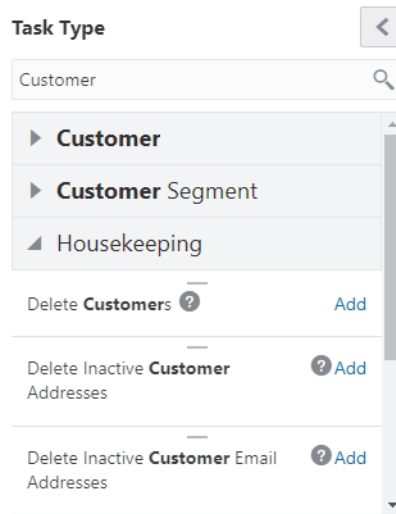 Task Type
Customer
Customer
Customer Segment
Housekeeping
Delete Customers ? Add
Delete Inactive Customer ? Add
Addresses
Delete Inactive Customer Email ? Add
Addresses